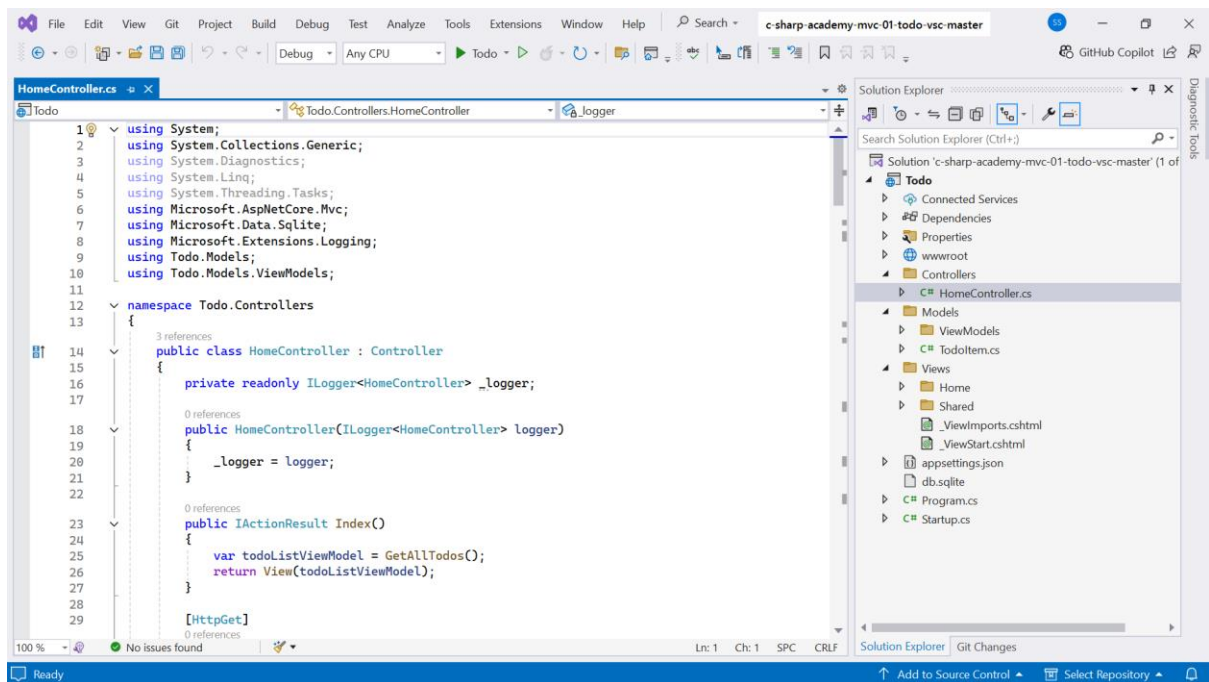 File Edit View Git Project Build Debug Test Analyze Tools Extensions Window Help Search c-sharp-academy-mvc-01-todo-vsc-master SS
Debug Any CPU Todo GitHub Copilot
HomeController.cs
Todo Todo.Controllers.HomeController _logger
1 using System;
2 using System.Collections.Generic;
3 using System.Diagnostics;
4 using System.Linq;
5 using System.Threading.Tasks;
6 using Microsoft.AspNetCore.Mvc;
7 using Microsoft.Data.Sqlite;
8 using Microsoft.Extensions.Logging;
9 using Todo.Models;
10 using Todo.Models.ViewModels;
11
12 namespace Todo.Controllers
13 {
3 references
14 public class HomeController : Controller
15 {
16 private readonly ILogger<HomeController> _logger;
17
0 references
18 public HomeController(ILogger<HomeController> logger)
19 {
20 _logger = logger;
21 }
22
0 references
23 public IActionResult Index()
24 {
25 var todoListViewModel = GetAllTodos();
26 return View(todoListViewModel);
27 }
28
29 [HttpGet]
0 references
100 % No issues found Ln: 1 Ch: 1 SPC CRLF
Solution Explorer
Search Solution Explorer (Ctrl+;)
Solution 'c-sharp-academy-mvc-01-todo-vsc-master' (1 of
Todo
Connected Services
Dependencies
Properties
wwwroot
Controllers
C# HomeController.cs
Models
ViewModels
C# TodoItem.cs
Views
Home
Shared
_ViewImports.cshtml
_ViewStart.cshtml
appsettings.json
db.sqlite
C# Program.cs
C# Startup.cs
Solution Explorer Git Changes
Diagnostic Tools
Ready Add to Source Control Select Repository